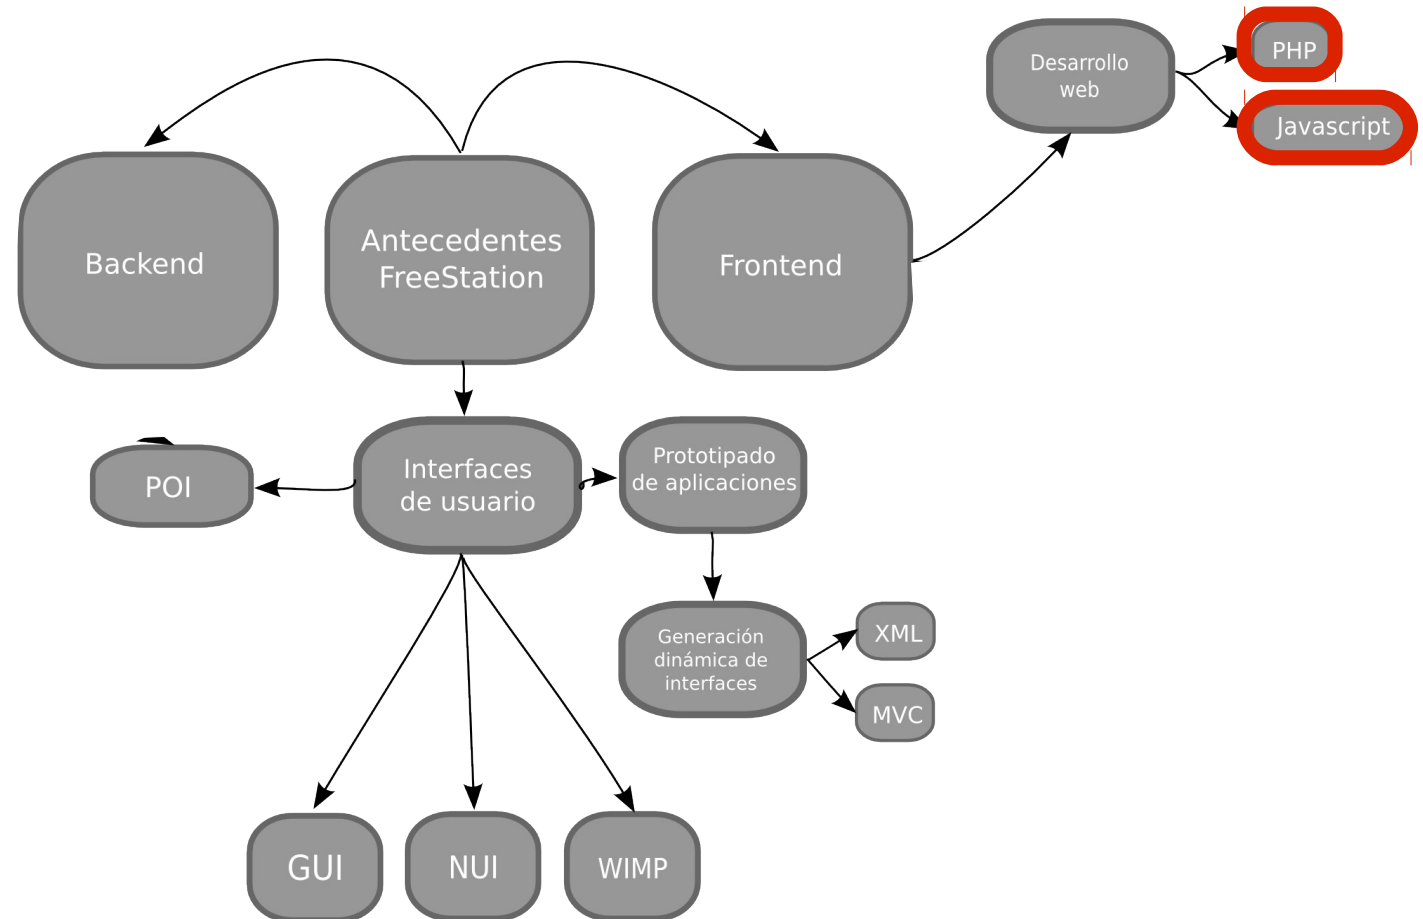 Desarrollo
web
PHP
Javascript
Backend
Antecedentes
FreeStation
Frontend
POI
Interfaces
de usuario
Prototipado
de aplicaciones
Generación
dinámica de
interfaces
XML
MVC
GUI
NUI
WIMP